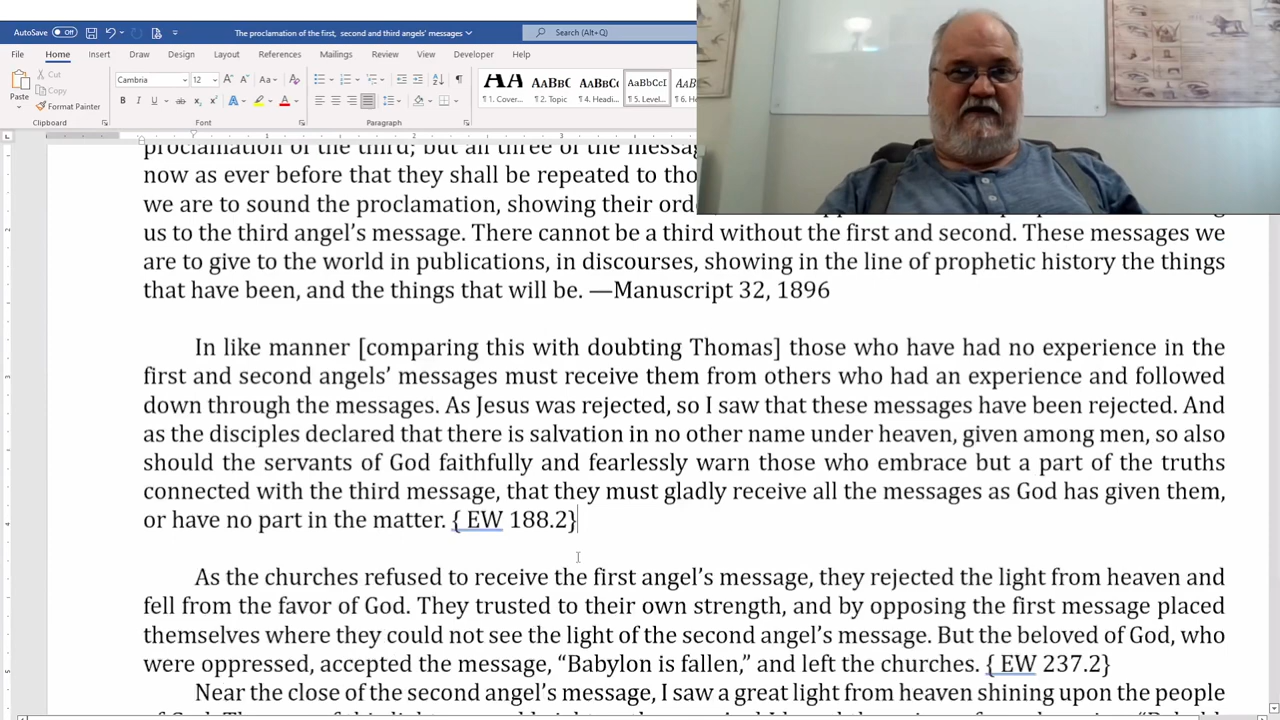 AutoSave Off
The proclamation of the first, second and third angels' messages
Search (Alt+Q)
File Home Insert Draw Design Layout References Mailings Review View Developer Help
Paste
Cut
Copy
Format Painter
Cambria 12
¶ 1. Cover... ¶ 2. Topic ¶ 4. Headi... ¶ 5. Level...
Clipboard Font Paragraph
proclamation of the third; but all three of the
now as ever before that they shall be repeated to
we are to sound the proclamation, showing their
us to the third angel’s message. There cannot be a third without the first and second. These messages we
are to give to the world in publications, in discourses, showing in the line of prophetic history the things
that have been, and the things that will be. —Manuscript 32, 1896
In like manner [comparing this with doubting Thomas] those who have had no experience in the
first and second angels’ messages must receive them from others who had an experience and followed
down through the messages. As Jesus was rejected, so I saw that these messages have been rejected. And
as the disciples declared that there is salvation in no other name under heaven, given among men, so also
should the servants of God faithfully and fearlessly warn those who embrace but a part of the truths
connected with the third message, that they must gladly receive all the messages as God has given them,
or have no part in the matter. { EW 188.2}
As the churches refused to receive the first angel’s message, they rejected the light from heaven and
fell from the favor of God. They trusted to their own strength, and by opposing the first message placed
themselves where they could not see the light of the second angel’s message. But the beloved of God, who
were oppressed, accepted the message, “Babylon is fallen,” and left the churches. { EW 237.2}
Near the close of the second angel’s message, I saw a great light from heaven shining upon the people